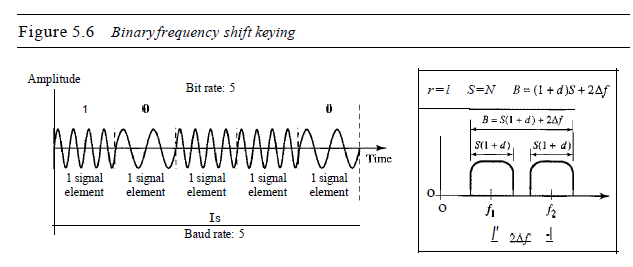 Figure 5.6 Binary frequency shift keying
Amplitude
Bit rate: 5
1 0 0
Time
1 signal element
1 signal element
1 signal element
1 signal element
1 signal element
Is
Baud rate: 5
r=l S=N B=(1+d)S+2Δf
B=S(1+d)+2Δf
S(1+d) S(1+d)
0
0 f₁ f₂
2Δf